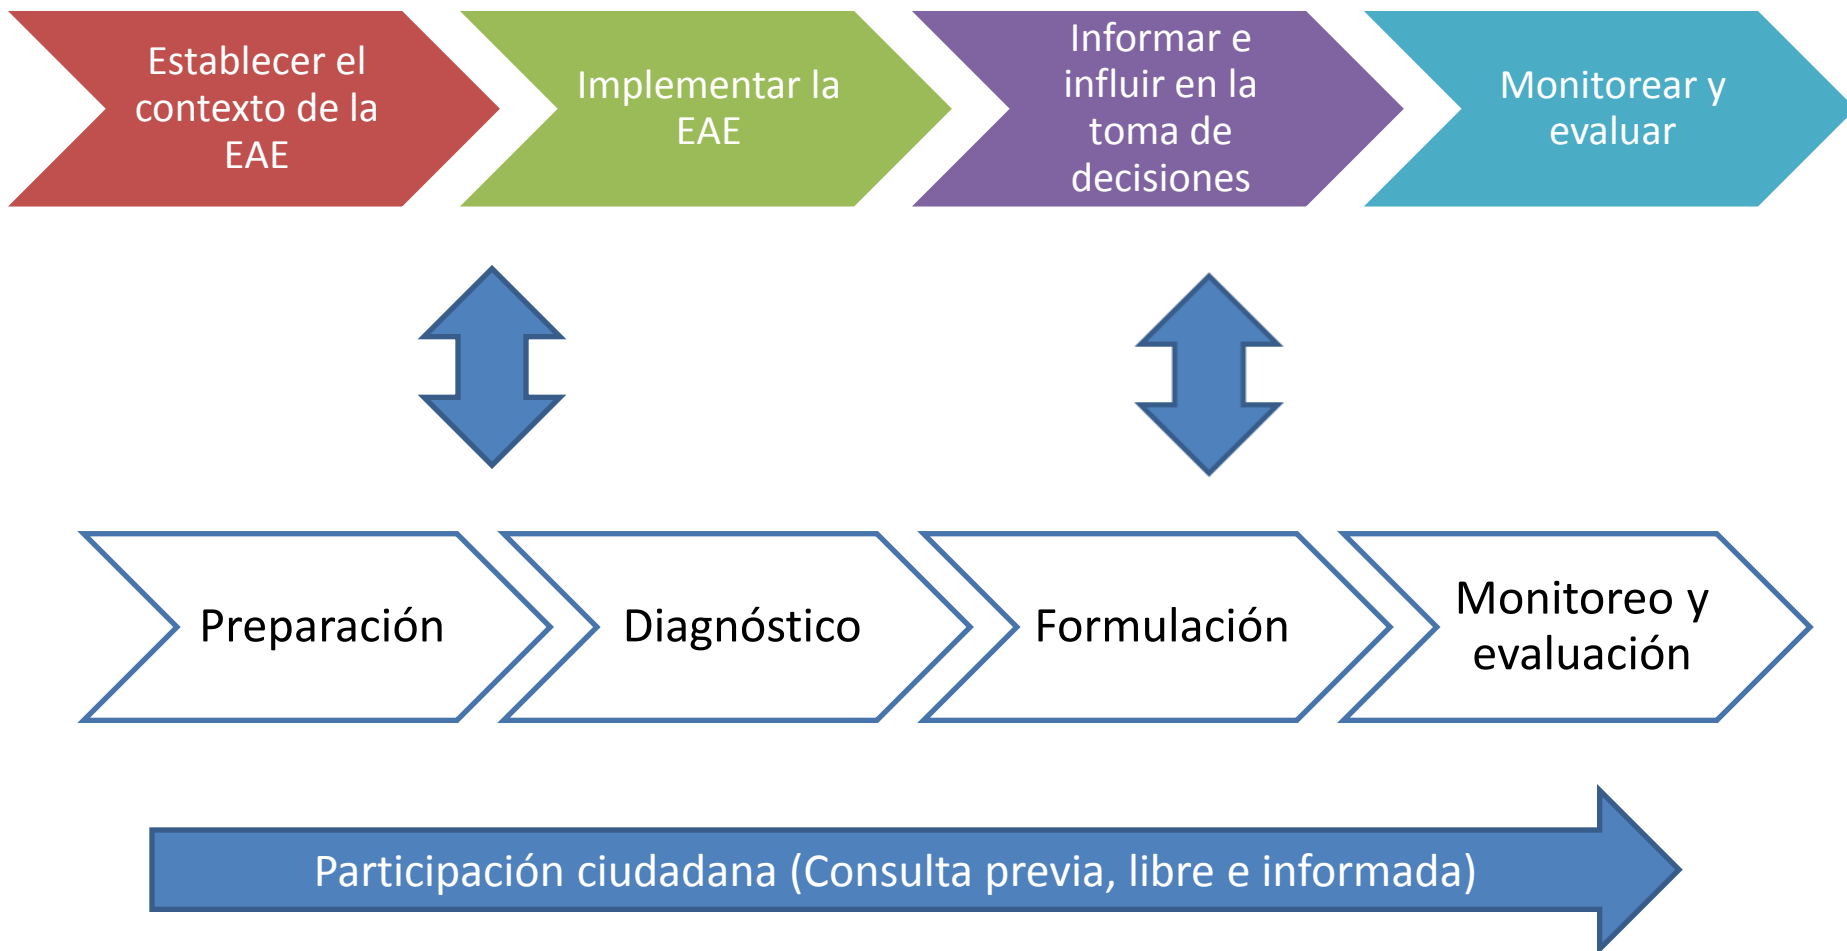 Establecer el
contexto de la
EAE
Implementar la
EAE
Informar e
influir en la
toma de
decisiones
Monitorear y
evaluar
Preparación
Diagnóstico
Formulación
Monitoreo y
evaluación
Participación ciudadana (Consulta previa, libre e informada)